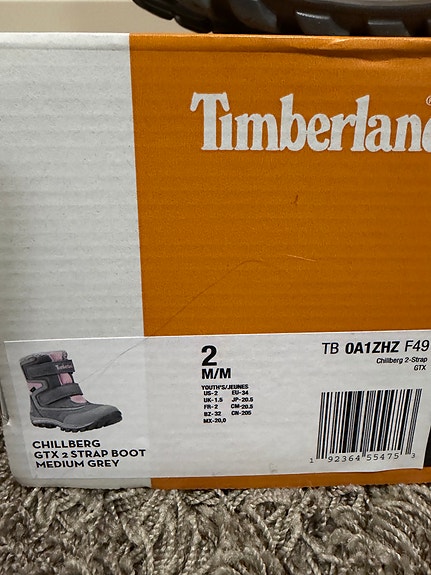 Timberland
Timberland
CHILLBERG
GTX 2 STRAP BOOT
MEDIUM GREY
2
M/M
YOUTH'S/JEUNES
US-2 EU-34
UK-1.5 JP-20.5
FR-2 CM-20.5
BZ-32 CN-205
MX-20,0
TB 0A1ZHZ F49
Chillberg 2-Strap
GTX
1 92364 55475 3